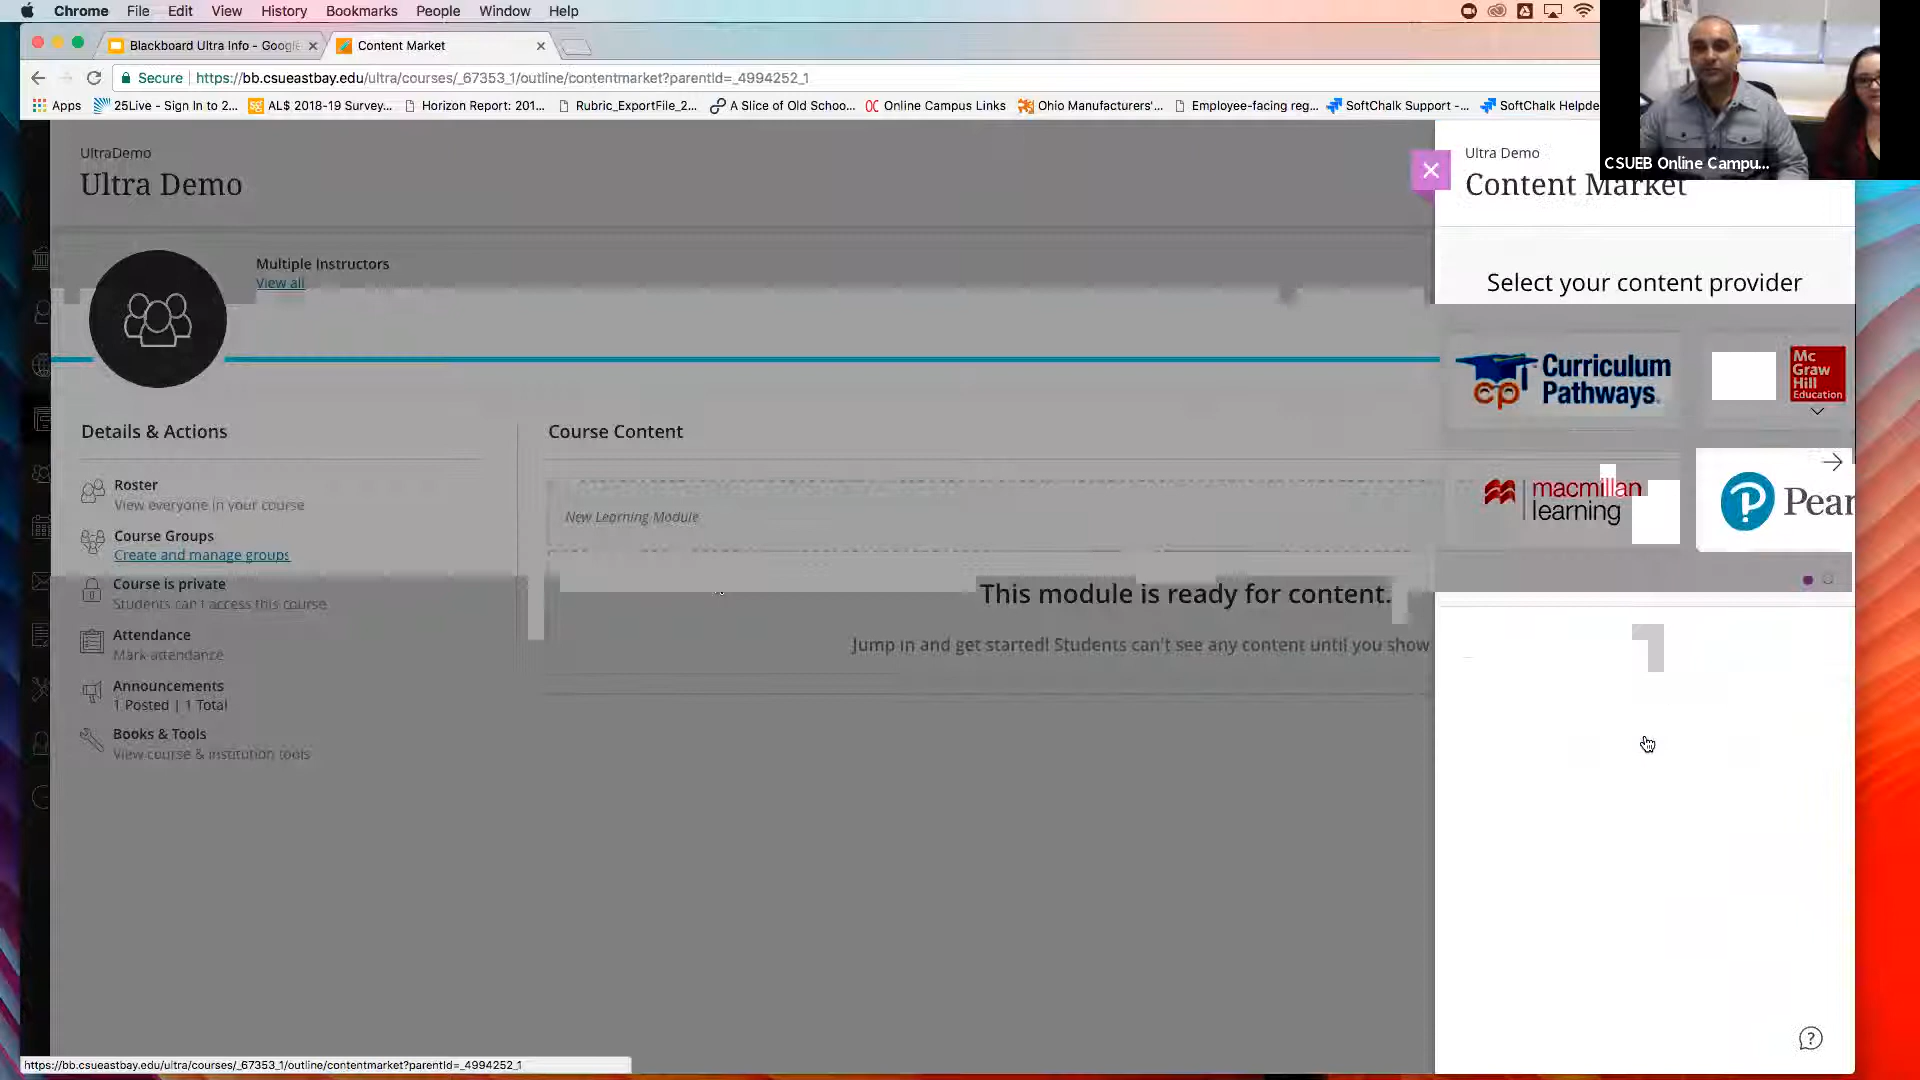 Chrome File Edit View History Bookmarks People Window Help
Blackboard Ultra Info - Google
Content Market
Secure https://bb.csueastbay.edu/ultra/courses/_67353_1/outline/contentmarket?parentId=_4994252_1
Apps 25Live - Sign In to 2... AL$ 2018-19 Survey... Horizon Report: 201... Rubric_ExportFile_2... A Slice of Old Schoo... Online Campus Links Ohio Manufacturers'... Employee-facing reg... SoftChalk Support -... SoftChalk Helpde
CSUEB Online Campu...
UltraDemo
Ultra Demo
Multiple Instructors
View all
Details & Actions
Roster
View everyone in your course
Course Groups
Create and manage groups
Course is private
Students can't access this course
Attendance
Mark attendance
Announcements
1 Posted | 1 Total
Books & Tools
View course & institution tools
Course Content
New Learning Module
This module is ready for content.
Jump in and get started! Students can't see any content until you show
Ultra Demo
Content Market
Select your content provider
cp Curriculum
Pathways
Mc
Graw
Hill
Education
macmillan
learning
P Pear
?
https://bb.csueastbay.edu/ultra/courses/_67353_1/outline/contentmarket?parentId=_4994252_1